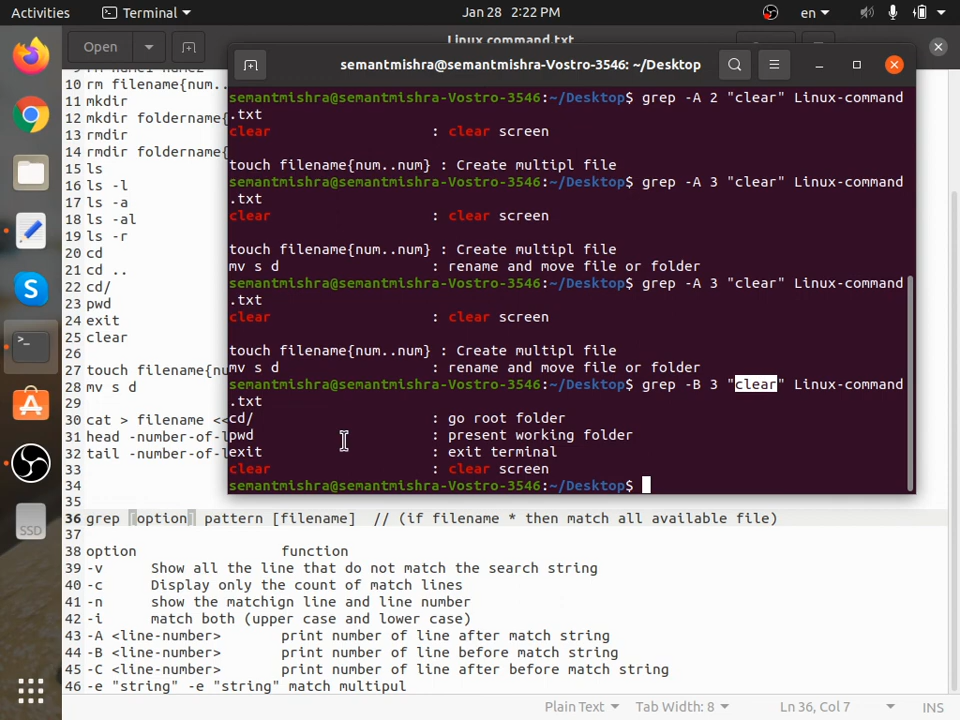 Activities Terminal Jan 28 2:22 PM en
Open Linux command.txt
semantmishra@semantmishra-Vostro-3546: ~/Desktop
10 rm filename{num..
11 mkdir
12 mkdir foldername{
13 rmdir
14 rmdir foldername{
15 ls
16 ls -l
17 ls -a
18 ls -al
19 ls -r
20 cd
21 cd ..
22 cd/
23 pwd
24 exit
25 clear
26
27 touch filename{nu
28 mv s d
29
30 cat > filename <<
31 head -number-of-l
32 tail -number-of-l
33
34
semantmishra@semantmishra-Vostro-3546:~/Desktop$ grep -A 2 "clear" Linux-command
.txt
clear : clear screen
touch filename{num..num} : Create multipl file
semantmishra@semantmishra-Vostro-3546:~/Desktop$ grep -A 3 "clear" Linux-command
.txt
clear : clear screen
touch filename{num..num} : Create multipl file
mv s d : rename and move file or folder
semantmishra@semantmishra-Vostro-3546:~/Desktop$ grep -A 3 "clear" Linux-command
.txt
clear : clear screen
touch filename{num..num} : Create multipl file
mv s d : rename and move file or folder
semantmishra@semantmishra-Vostro-3546:~/Desktop$ grep -B 3 "clear" Linux-command
.txt
cd/ : go root folder
pwd : present working folder
exit : exit terminal
clear : clear screen
semantmishra@semantmishra-Vostro-3546:~/Desktop$
35
36 grep [option] pattern [filename] // (if filename * then match all available file)
37
38 option function
39 -v Show all the line that do not match the search string
40 -c Display only the count of match lines
41 -n show the matchign line and line number
42 -i match both (upper case and lower case)
43 -A <line-number> print number of line after match string
44 -B <line-number> print number of line before match string
45 -C <line-number> print number of line after before match string
46 -e "string" -e "string" match multipul
Plain Text Tab Width: 8 Ln 36, Col 7 INS
S
SSD